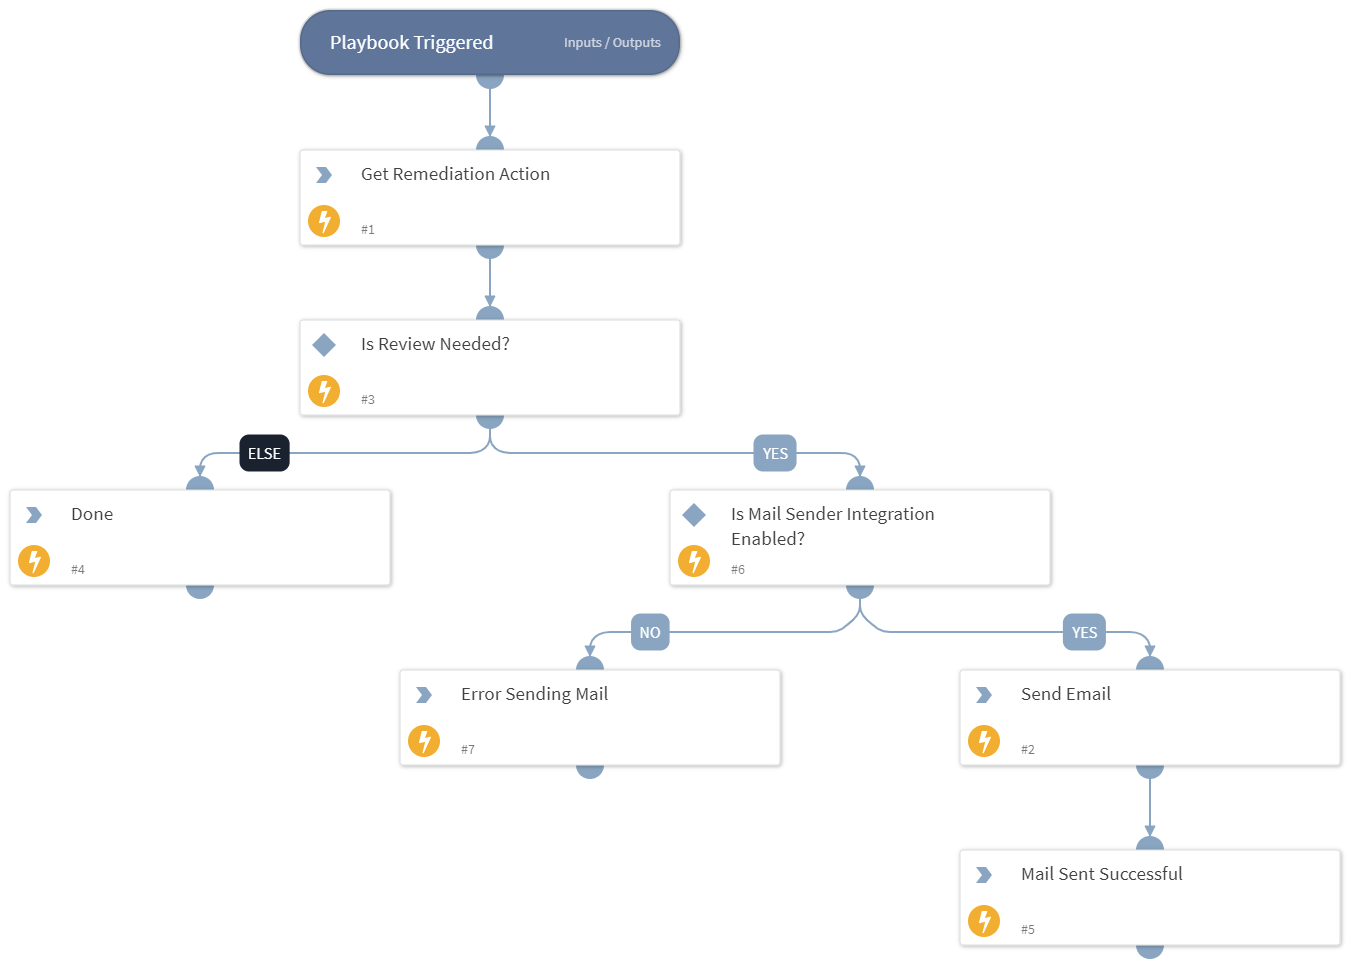 Playbook Triggered Inputs / Outputs
Get Remediation Action
#1
Is Review Needed?
#3
ELSE
YES
Done
#4
Is Mail Sender Integration
Enabled?
#6
NO
YES
Error Sending Mail
#7
Send Email
#2
Mail Sent Successful
#5